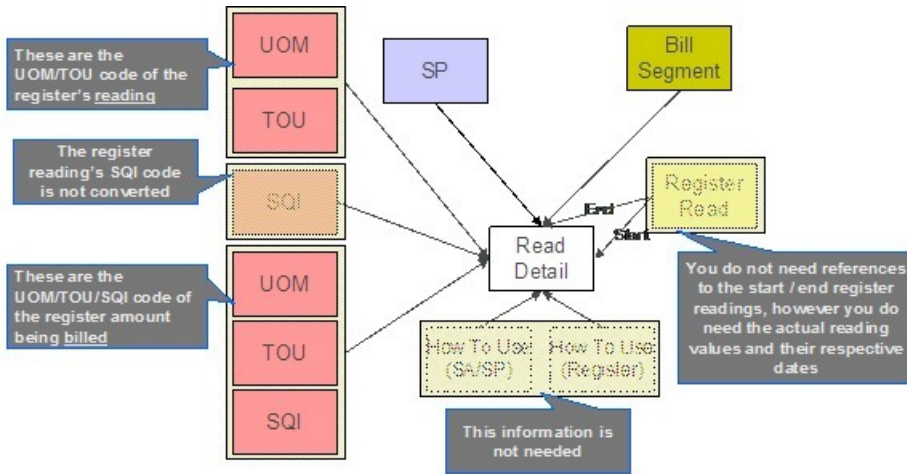 These are the
UOM/TOU code of the
register's reading
UOM
TOU
The register
reading's SQI code
is not converted
SQI
These are the
UOM/TOU/SQI code of
the register amount
being billed
UOM
TOU
SQI
SP
Bill
Segment
Register
Read
End
Start
Read
Detail
You do not need references
to the start / end register
readings, however you do
need the actual reading
values and their respective
dates
How To Use
(SA/SP)
How To Use
(Register)
This information is
not needed